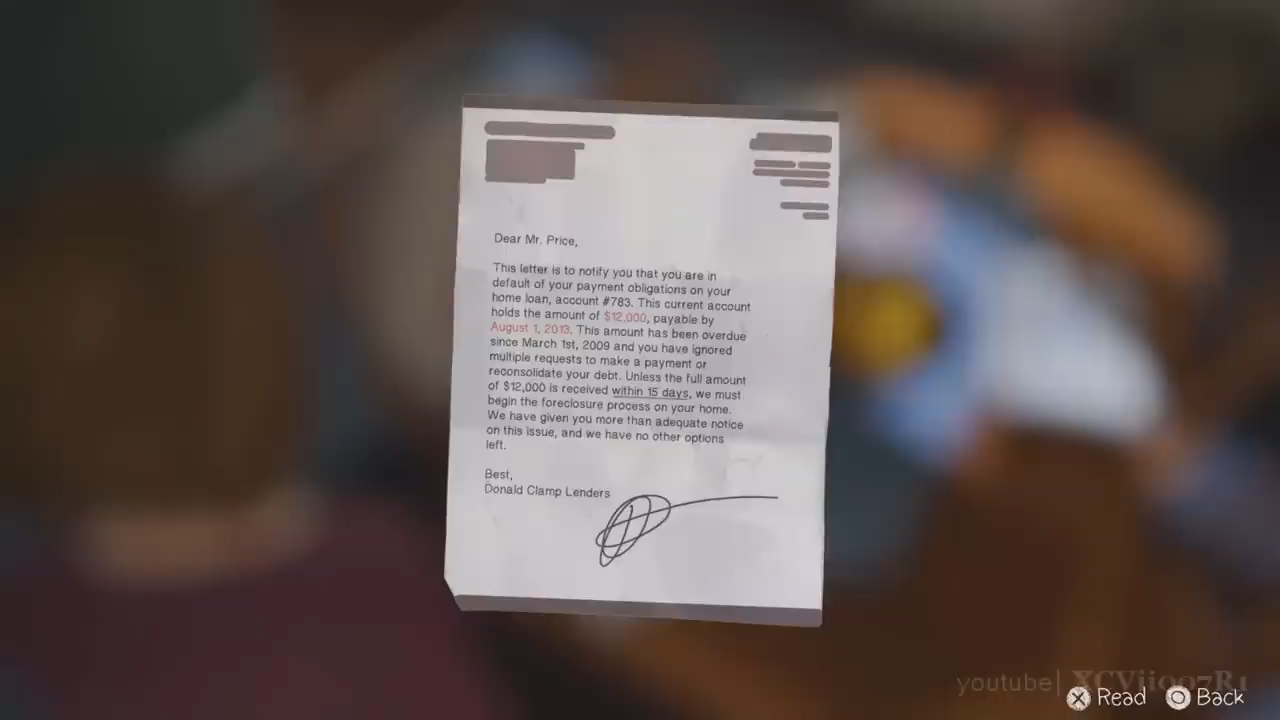 Dear Mr. Price,
This letter is to notify you that you are in
default of your payment obligations on your
home loan, account #783. This current account
holds the amount of $12,000, payable by
August 1, 2013. This amount has been overdue
since March 1st, 2009 and you have ignored
multiple requests to make a payment or
reconsolidate your debt. Unless the full amount
of $12,000 is received within 15 days, we must
begin the foreclosure process on your home.
We have given you more than adequate notice
on this issue, and we have no other options
left.
Best,
Donald Clamp Lenders
youtube| XCVii007R1
Read Back